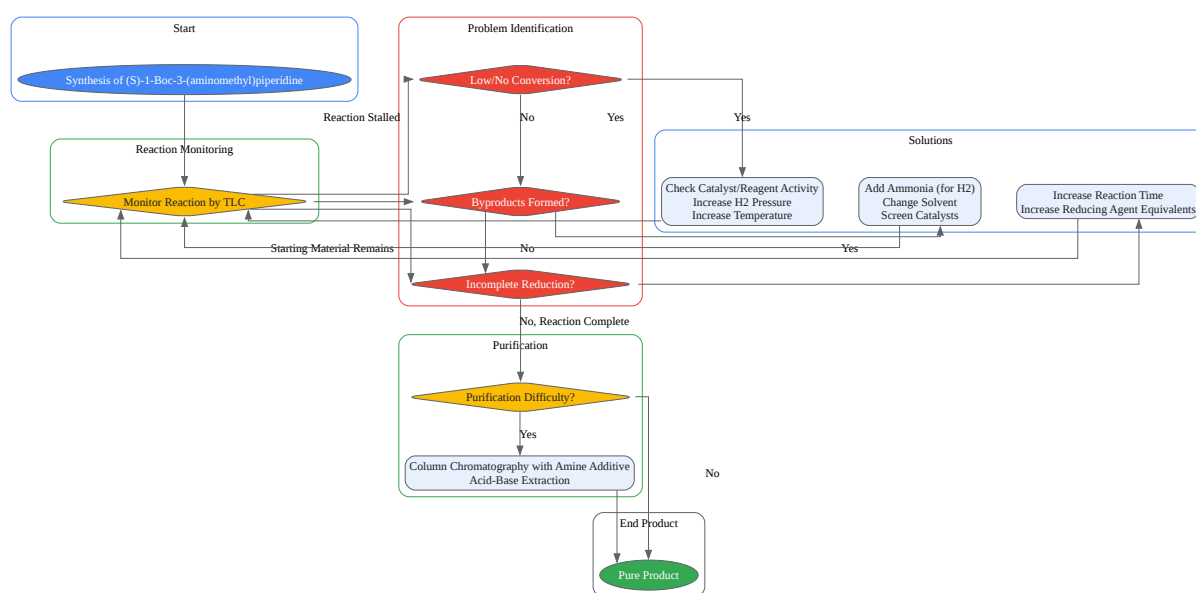 Start
Problem Identification
Synthesis of (S)-1-Boc-3-(aminomethyl)piperidine
Low/No Conversion?
Reaction Stalled
No
Yes
Yes
Solutions
Reaction Monitoring
Monitor Reaction by TLC
Byproducts Formed?
Check Catalyst/Reagent Activity
Increase H2 Pressure
Increase Temperature
Add Ammonia (for H2)
Change Solvent
Screen Catalysts
Increase Reaction Time
Increase Reducing Agent Equivalents
Starting Material Remains
No
Yes
Incomplete Reduction?
No, Reaction Complete
Purification
Purification Difficulty?
Yes
Column Chromatography with Amine Additive
Acid-Base Extraction
No
End Product
Pure Product